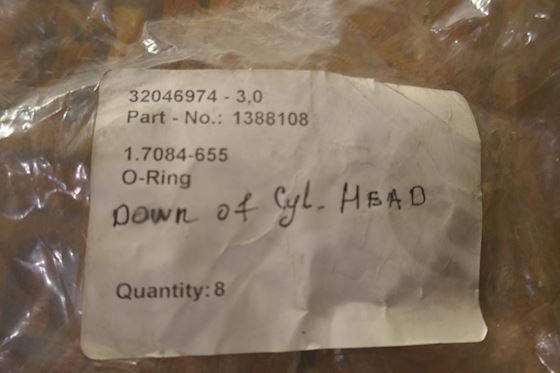 32046974 - 3,0
Part - No.: 1388108
1.7084-655
O-Ring
Down of Cyl. HEAD
Quantity: 8